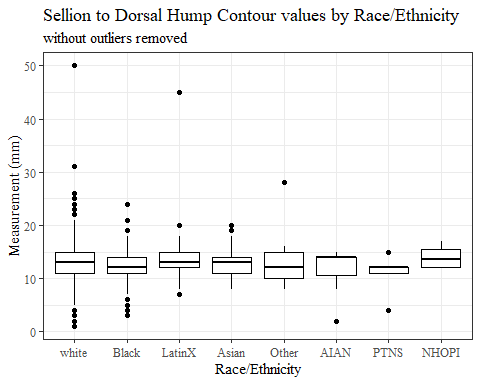 Sellion to Dorsal Hump Contour values by Race/Ethnicity
without outliers removed
Measurement (mm)
50
40
30
20
10
0
white Black LatinX Asian Other AIAN PTNS NHOPI
Race/Ethnicity